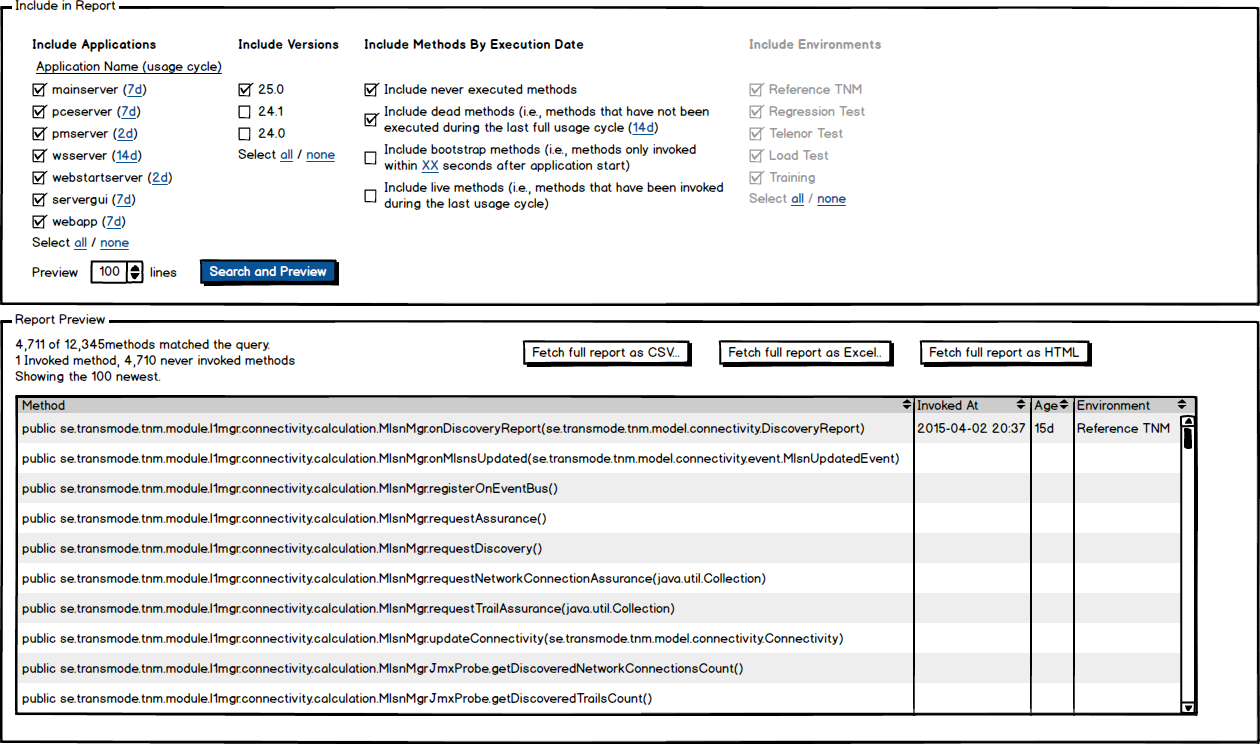 Include in Report
Include Applications
Application Name (usage cycle)
mainserver (7d)
pceserver (7d)
pmserver (2d)
wsserver (14d)
webstartserver (2d)
servergui (7d)
webapp (7d)
Select all / none
Include Versions
25.0
24.1
24.0
Select all / none
Include Methods By Execution Date
Include never executed methods
Include dead methods (i.e., methods that have not been
executed during the last full usage cycle (14d)
Include bootstrap methods (i.e., methods only invoked
within XX seconds after application start)
Include live methods (i.e., methods that have been invoked
during the last usage cycle)
Include Environments
Reference TNM
Regression Test
Telenor Test
Load Test
Training
Select all / none
Preview 100 lines Search and Preview
Report Preview
4,711 of 12,345methods matched the query.
1 Invoked method, 4,710 never invoked methods
Showing the 100 newest.
Fetch full report as CSV... Fetch full report as Excel.. Fetch full report as HTML
Method Invoked At Age Environment
public se.transmode.tnm.module.l1mgr.connectivity.calculation.MlsnMgr.onDiscoveryReport(se.transmode.tnm.model.connectivity.DiscoveryReport) 2015-04-02 20:37 15d Reference TNM
public se.transmode.tnm.module.l1mgr.connectivity.calculation.MlsnMgr.onMlsnsUpdated(se.transmode.tnm.model.connectivity.event.MlsnUpdatedEvent)
public se.transmode.tnm.module.l1mgr.connectivity.calculation.MlsnMgr.registerOnEventBus()
public se.transmode.tnm.module.l1mgr.connectivity.calculation.MlsnMgr.requestAssurance()
public se.transmode.tnm.module.l1mgr.connectivity.calculation.MlsnMgr.requestDiscovery()
public se.transmode.tnm.module.l1mgr.connectivity.calculation.MlsnMgr.requestNetworkConnectionAssurance(java.util.Collection)
public se.transmode.tnm.module.l1mgr.connectivity.calculation.MlsnMgr.requestTrailAssurance(java.util.Collection)
public se.transmode.tnm.module.l1mgr.connectivity.calculation.MlsnMgr.updateConnectivity(se.transmode.tnm.model.connectivity.Connectivity)
public se.transmode.tnm.module.l1mgr.connectivity.calculation.MlsnMgrJmxProbe.getDiscoveredNetworkConnectionsCount()
public se.transmode.tnm.module.l1mgr.connectivity.calculation.MlsnMgrJmxProbe.getDiscoveredTrailsCount()